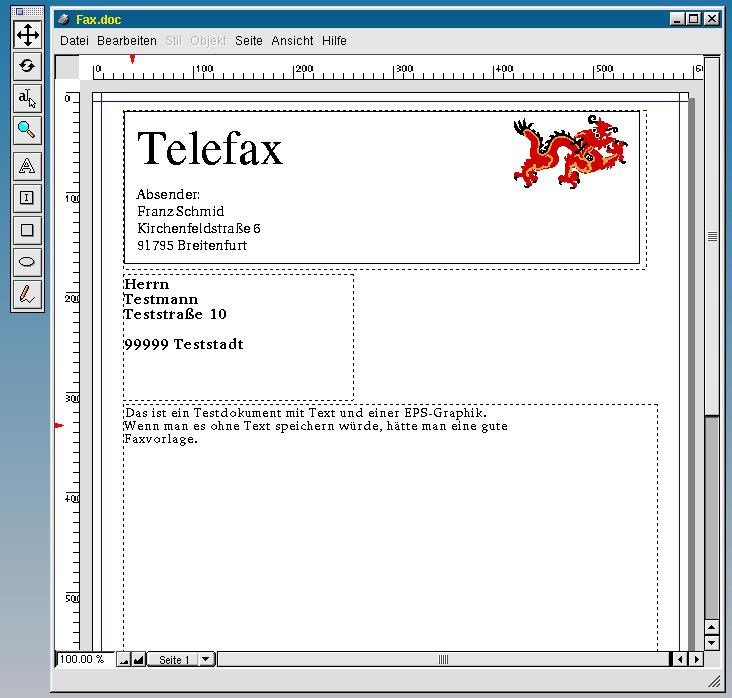 Fax.doc
Datei Bearbeiten Stil Objekt Seite Ansicht Hilfe
0 100 200 300 400 500 60
0
100
200
300
400
500
Telefax
Absender:
Franz Schmid
Kirchenfeldstraße 6
91795 Breitenfurt
Herrn
Testmann
Teststraße 10
99999 Teststadt
Das ist ein Testdokument mit Text und einer EPS-Graphik.
Wenn man es ohne Text speichern würde, hätte man eine gute
Faxvorlage.
100.00 % Seite 1